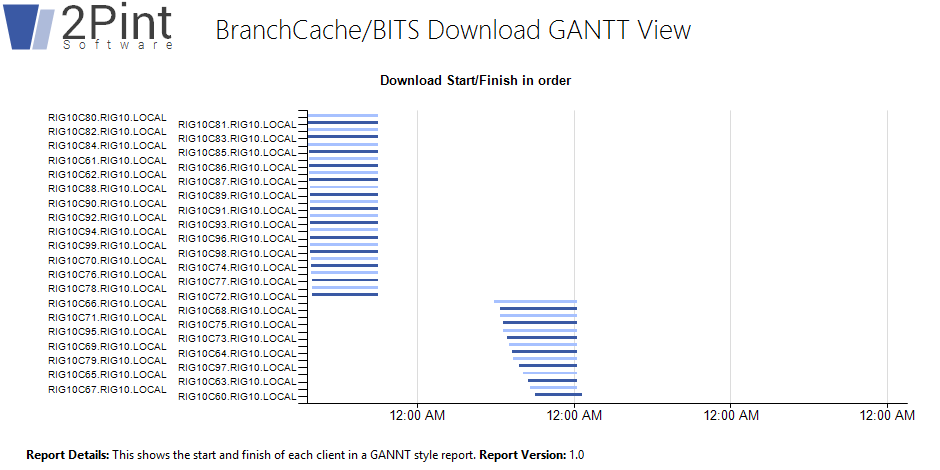 2Pint
Software
BranchCache/BITS Download GANTT View
Download Start/Finish in order
RIG10C80.RIG10.LOCAL
RIG10C81.RIG10.LOCAL
RIG10C82.RIG10.LOCAL
RIG10C83.RIG10.LOCAL
RIG10C84.RIG10.LOCAL
RIG10C85.RIG10.LOCAL
RIG10C61.RIG10.LOCAL
RIG10C86.RIG10.LOCAL
RIG10C62.RIG10.LOCAL
RIG10C87.RIG10.LOCAL
RIG10C88.RIG10.LOCAL
RIG10C89.RIG10.LOCAL
RIG10C90.RIG10.LOCAL
RIG10C91.RIG10.LOCAL
RIG10C92.RIG10.LOCAL
RIG10C93.RIG10.LOCAL
RIG10C94.RIG10.LOCAL
RIG10C96.RIG10.LOCAL
RIG10C99.RIG10.LOCAL
RIG10C98.RIG10.LOCAL
RIG10C70.RIG10.LOCAL
RIG10C74.RIG10.LOCAL
RIG10C76.RIG10.LOCAL
RIG10C77.RIG10.LOCAL
RIG10C78.RIG10.LOCAL
RIG10C72.RIG10.LOCAL
RIG10C66.RIG10.LOCAL
RIG10C68.RIG10.LOCAL
RIG10C71.RIG10.LOCAL
RIG10C75.RIG10.LOCAL
RIG10C95.RIG10.LOCAL
RIG10C73.RIG10.LOCAL
RIG10C69.RIG10.LOCAL
RIG10C64.RIG10.LOCAL
RIG10C79.RIG10.LOCAL
RIG10C97.RIG10.LOCAL
RIG10C65.RIG10.LOCAL
RIG10C63.RIG10.LOCAL
RIG10C67.RIG10.LOCAL
RIG10C60.RIG10.LOCAL
12:00 AM 12:00 AM 12:00 AM 12:00 AM
Report Details: This shows the start and finish of each client in a GANNT style report. Report Version: 1.0